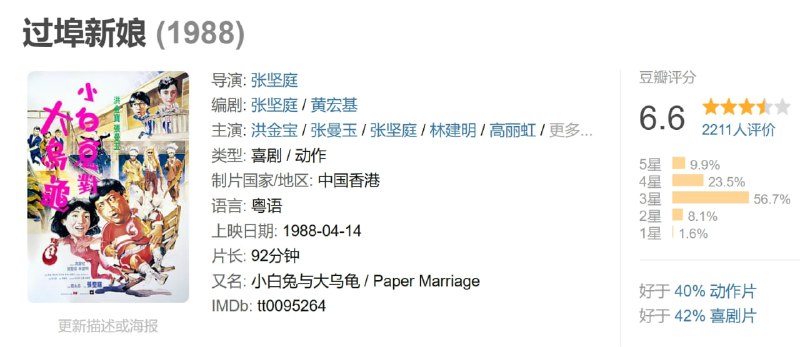 过埠新娘 (1988)
小白兔對
大烏龜
洪金寶 張曼玉
更新描述或海报
导演: 张坚庭
编剧: 张坚庭 / 黄宏基
主演: 洪金宝 / 张曼玉 / 张坚庭 / 林建明 / 高丽虹 / 更多...
类型: 喜剧 / 动作
制片国家/地区: 中国香港
语言: 粤语
上映日期: 1988-04-14
片长: 92分钟
又名: 小白兔与大乌龟 / Paper Marriage
IMDb: tt0095264
豆瓣评分
6.6
2211人评价
5星 9.9%
4星 23.5%
3星 56.7%
2星 8.1%
1星 1.6%
好于 40% 动作片
好于 42% 喜剧片